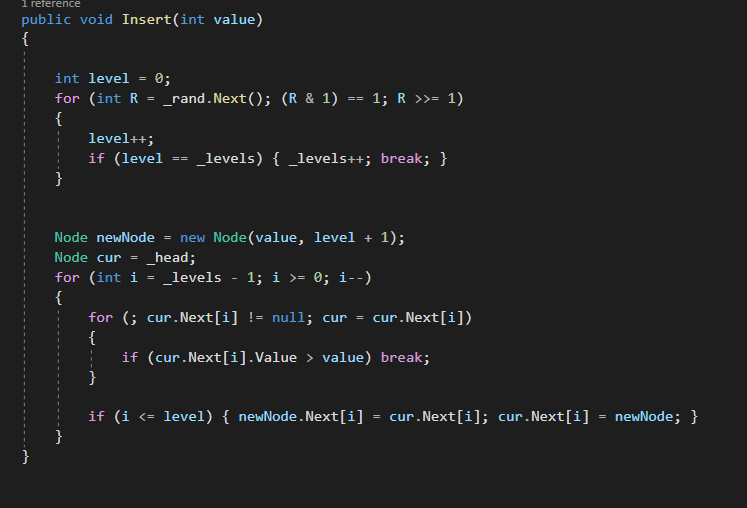 1 reference
public void Insert(int value)
{
int level = 0;
for (int R = _rand.Next(); (R & 1) == 1; R >>= 1)
{
level++;
if (level == _levels) { _levels++; break; }
}
Node newNode = new Node(value, level + 1);
Node cur = _head;
for (int i = _levels - 1; i >= 0; i--)
{
for (; cur.Next[i] != null; cur = cur.Next[i])
{
if (cur.Next[i].Value > value) break;
}
if (i <= level) { newNode.Next[i] = cur.Next[i]; cur.Next[i] = newNode; }
}
}